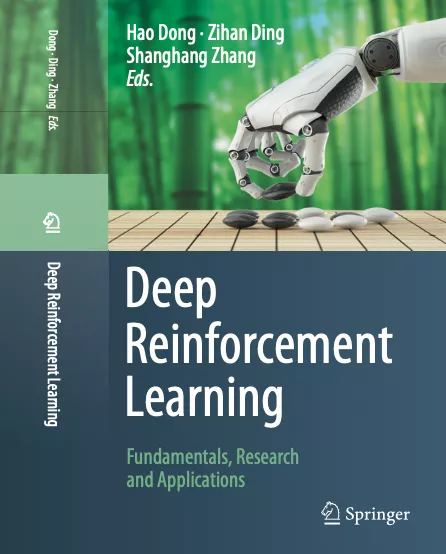 Hao Dong · Zihan Ding
Shanghang Zhang
Eds.
Dong · Ding · Zhang Eds.
Deep Reinforcement Learning
Deep
Reinforcement
Learning
Fundamentals, Research
and Applications
Springer